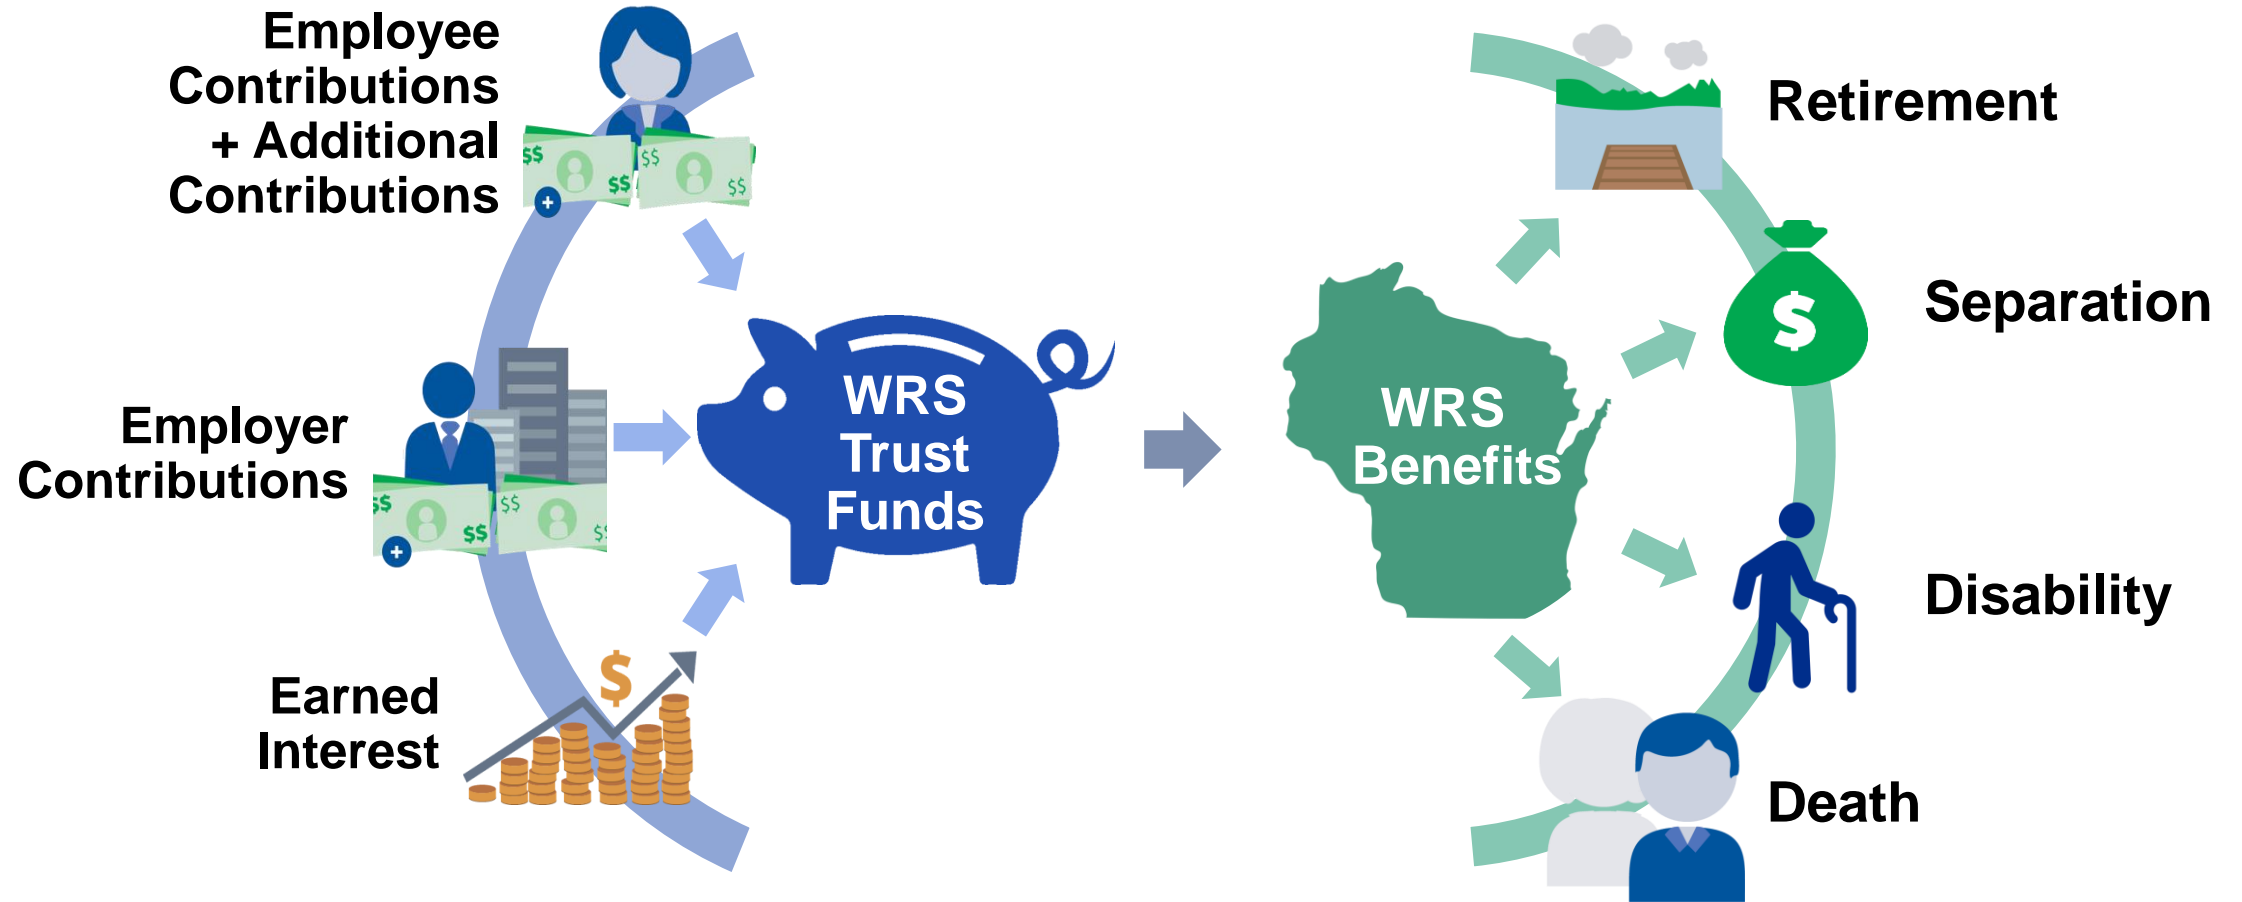 Employee
Contributions
+ Additional
Contributions
$$
$$
$$
$$
+
Employer
Contributions
$$
$$
$$
+
Earned
Interest
$
WRS
Trust
Funds
WRS
Benefits
Retirement
$
Separation
Disability
Death